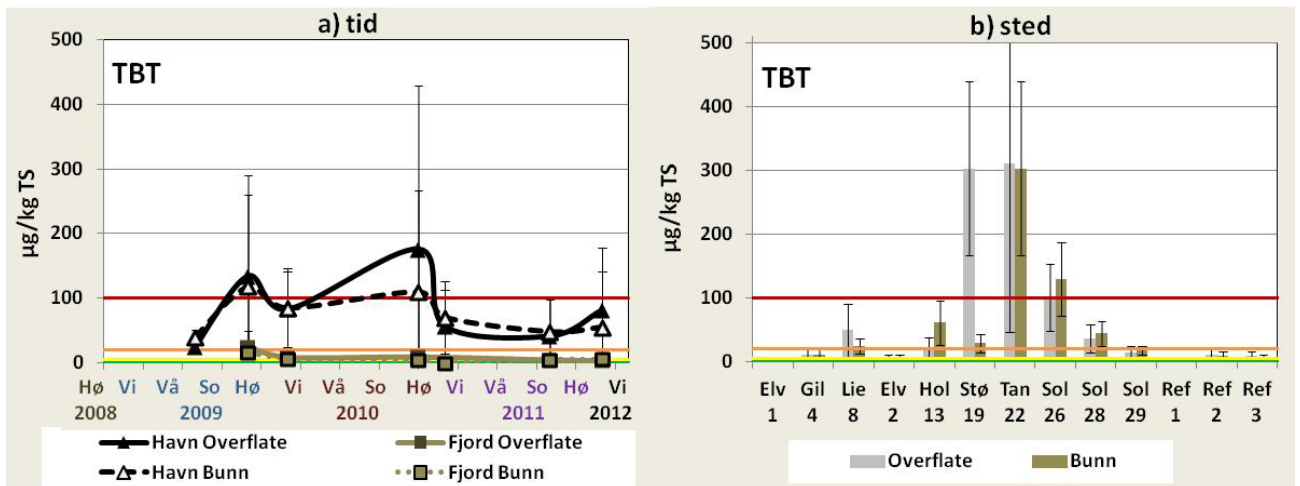 a) tid
TBT
µg/kg TS
500
400
300
200
100
0
Hø Vi Vå So Hø Vi Vå So Hø Vi Vå So Hø Vi
2008 2009 2010 2011 2012
Havn Overflate Fjord Overflate
Havn Bunn Fjord Bunn
b) sted
TBT
µg/kg TS
500
400
300
200
100
0
Elv Gil Lie Elv Hol Stø Tan Sol Sol Sol Ref Ref Ref
1 4 8 2 13 19 22 26 28 29 1 2 3
Overflate Bunn